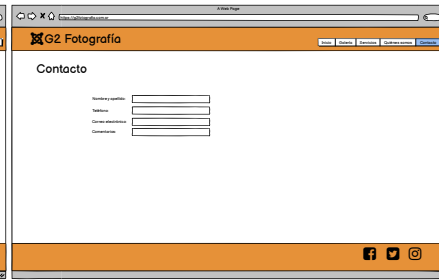 A Web Page
https://g2fotografia.com.ar
G2 Fotografía
Inicio Galería Servicios Quiénes somos Contacto
Contacto
Nombre y apellido:
Teléfono:
Correo electrónico:
Comentarios: